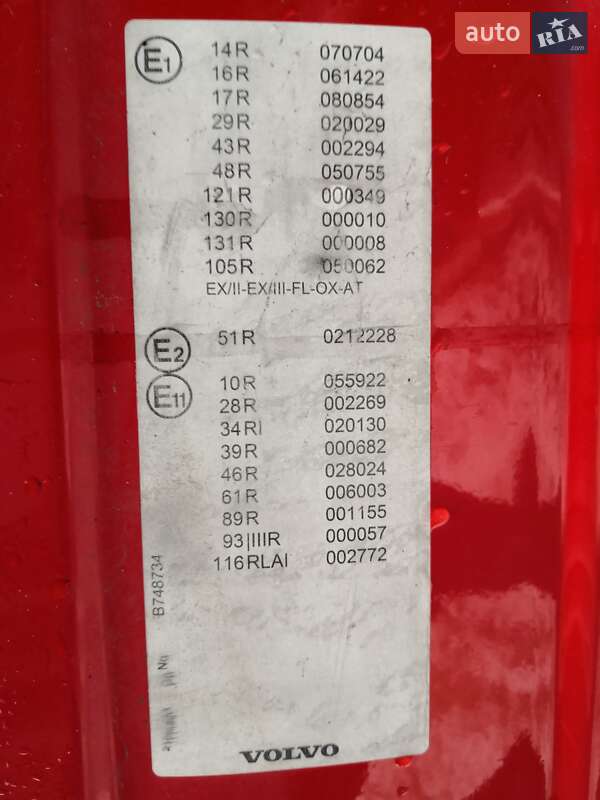 auto RIA.com
E1
14R 070704
16R 061422
17R 080854
29R 020029
43R 002294
48R 050755
121R 000349
130R 000010
131R 000008
105R 050062
EX/II-EX/III-FL-OX-AT
E2
51R 0212228
E11
10R 055922
28R 002269
34RI 020130
39R 000682
46R 028024
61R 006003
89R 001155
93|IIIR 000057
116RLAI 002772
B748734
No
VOLVO